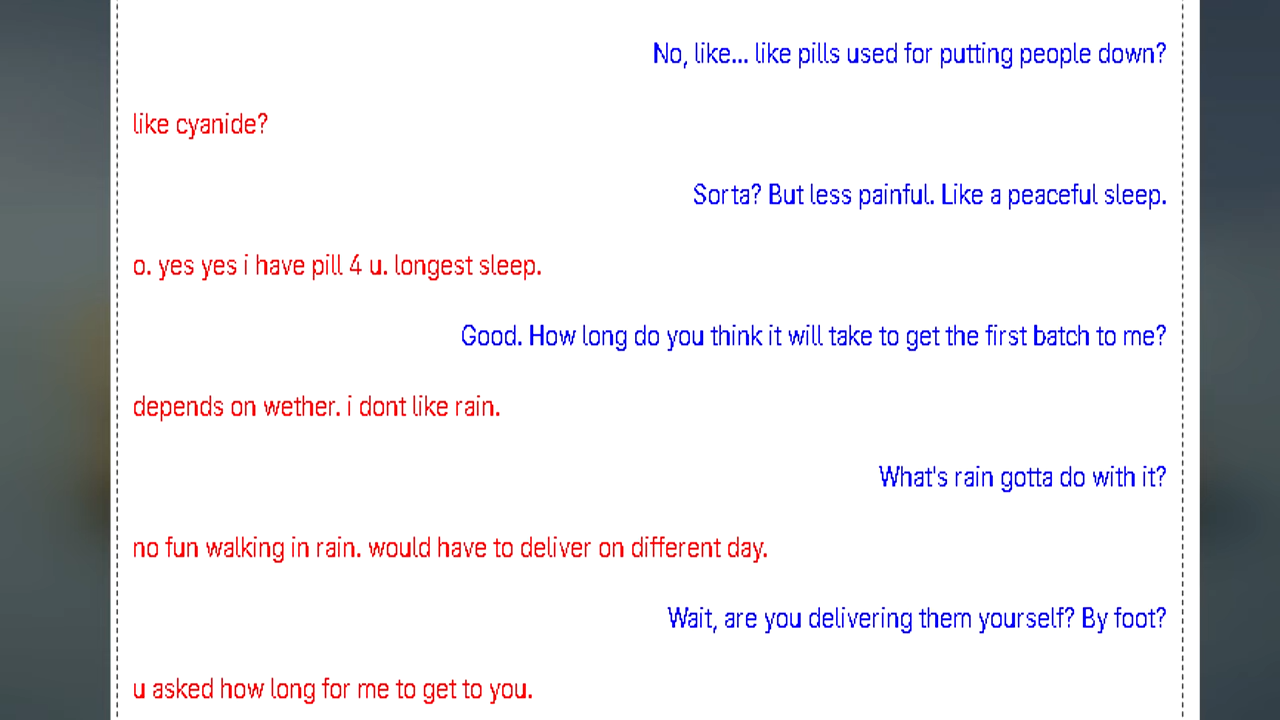 No, like... like pills used for putting people down?
like cyanide?
Sorta? But less painful. Like a peaceful sleep.
o. yes yes i have pill 4 u. longest sleep.
Good. How long do you think it will take to get the first batch to me?
depends on wether. i dont like rain.
What's rain gotta do with it?
no fun walking in rain. would have to deliver on different day.
Wait, are you delivering them yourself? By foot?
u asked how long for me to get to you.